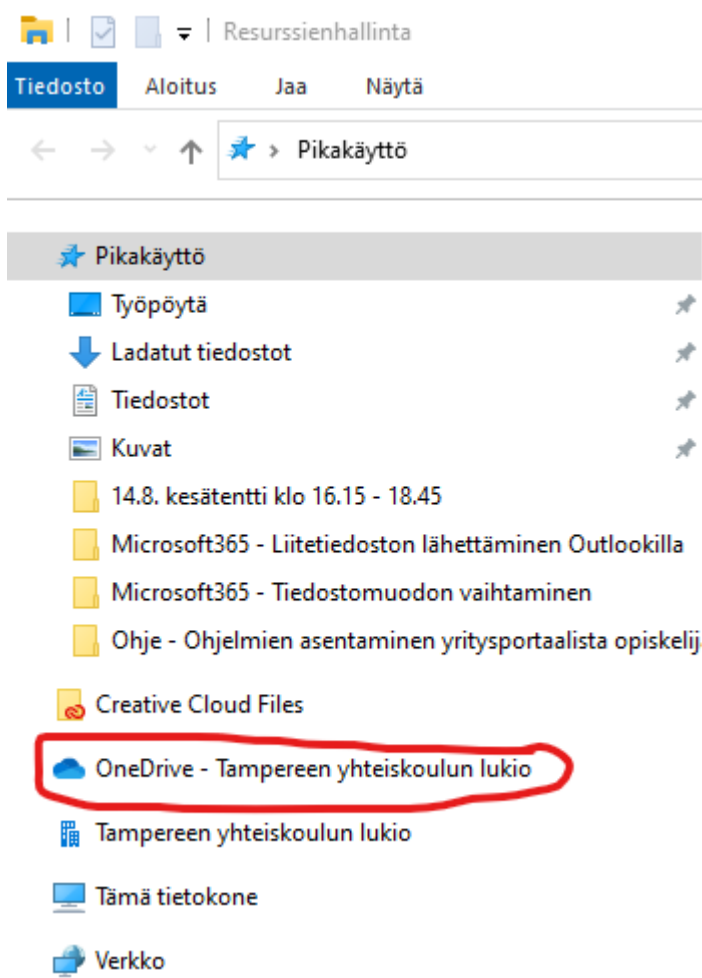 Resurssienhallinta
Tiedosto Aloitus Jaa Näytä
Pikakäyttö
Pikakäyttö
Työpöytä
Ladatut tiedostot
Tiedostot
Kuvat
14.8. kesätentti klo 16.15 - 18.45
Microsoft365 - Liitetiedoston lähettäminen Outlookilla
Microsoft365 - Tiedostomuodon vaihtaminen
Ohje - Ohjelmien asentaminen yritysportaalista opiskelij
Creative Cloud Files
OneDrive - Tampereen yhteiskoulun lukio
Tampereen yhteiskoulun lukio
Tämä tietokone
Verkko